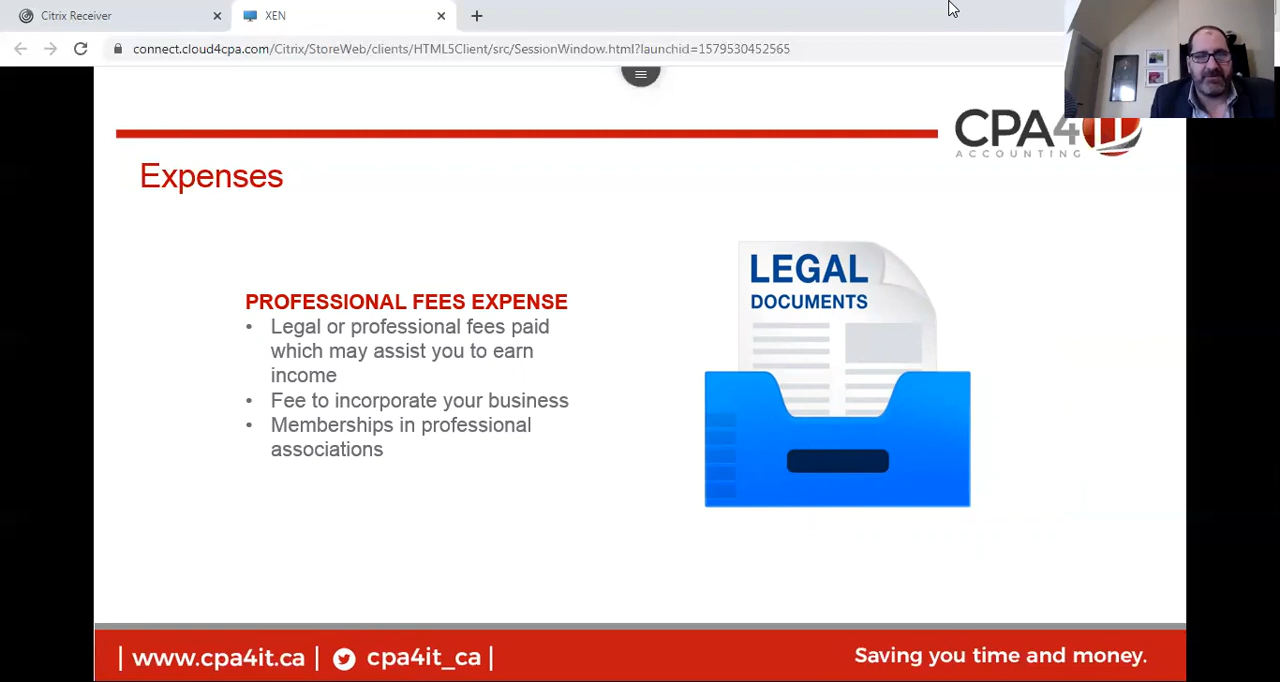 Citrix Receiver
XEN
connect.cloud4cpa.com/Citrix/StoreWeb/clients/HTML5Client/src/SessionWindow.html?launchid=1579530452565
CPA4IT
ACCOUNTING
Expenses
LEGAL
DOCUMENTS
PROFESSIONAL FEES EXPENSE
• Legal or professional fees paid
which may assist you to earn
income
• Fee to incorporate your business
• Memberships in professional
associations
| www.cpa4it.ca | cpa4it_ca |
Saving you time and money.